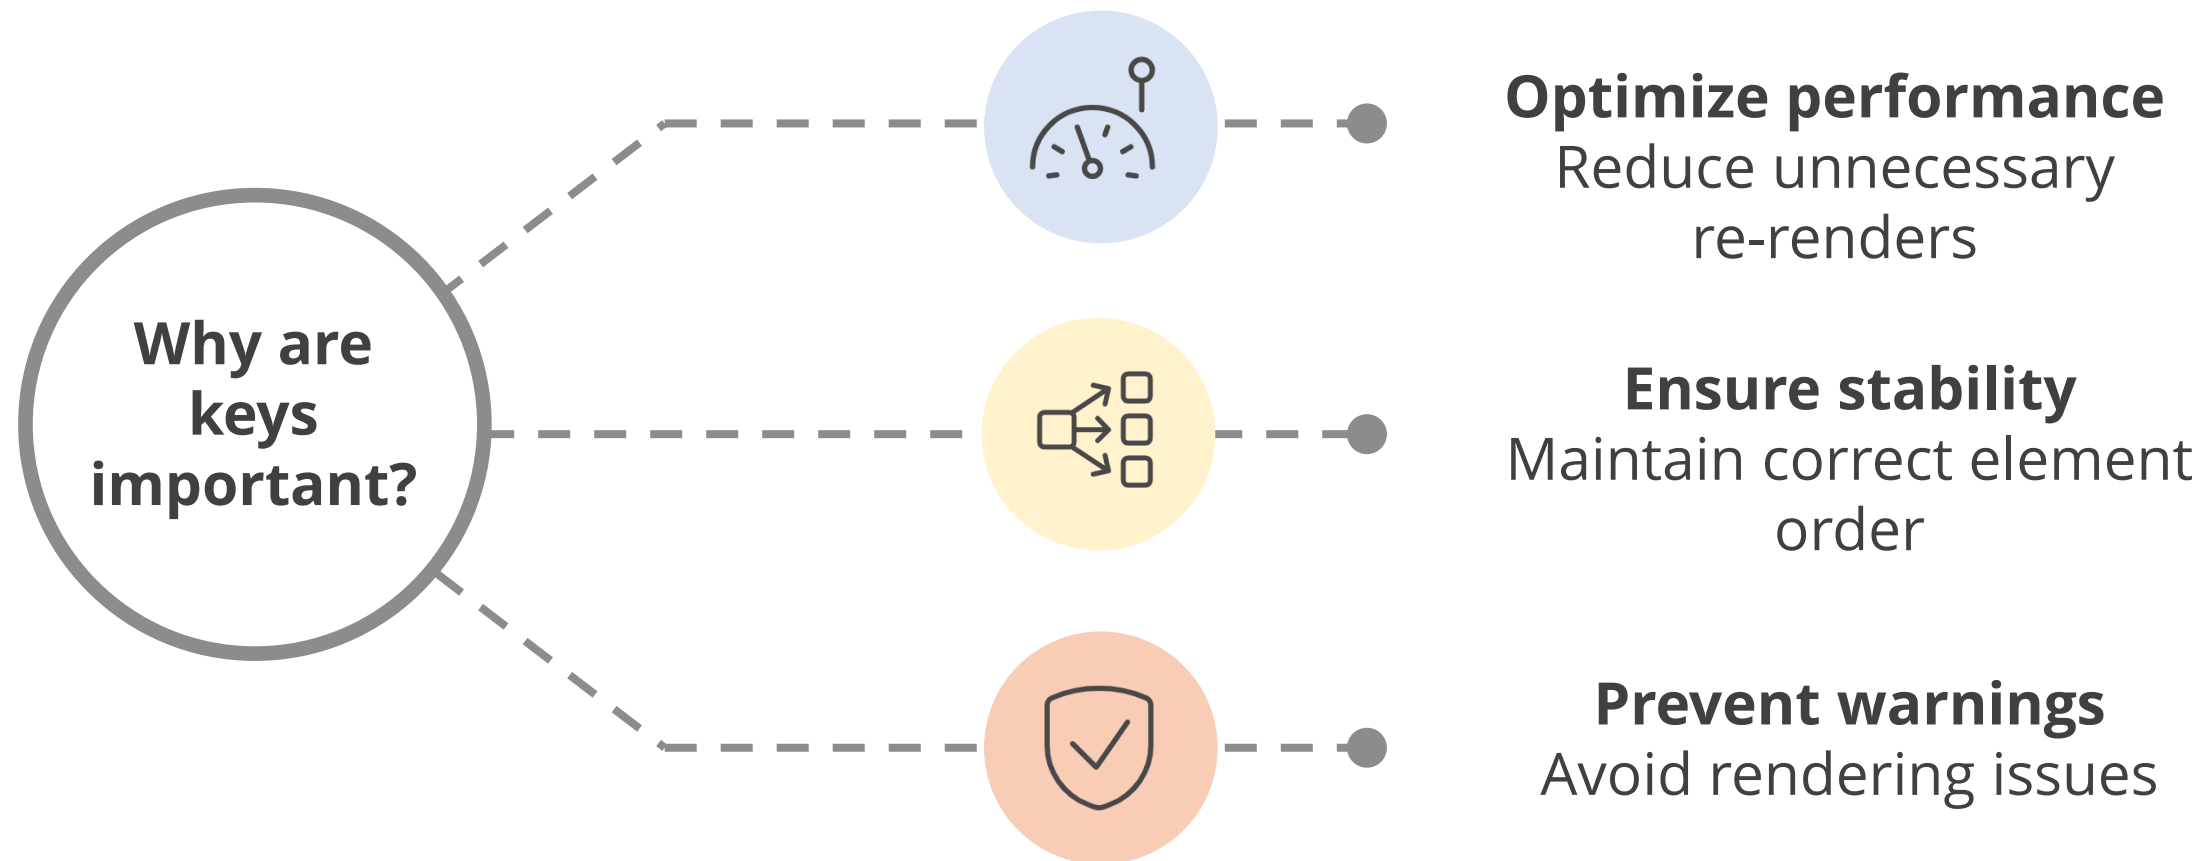 Why are
keys
important?
Optimize performance
Reduce unnecessary
re-renders
Ensure stability
Maintain correct element
order
Prevent warnings
Avoid rendering issues